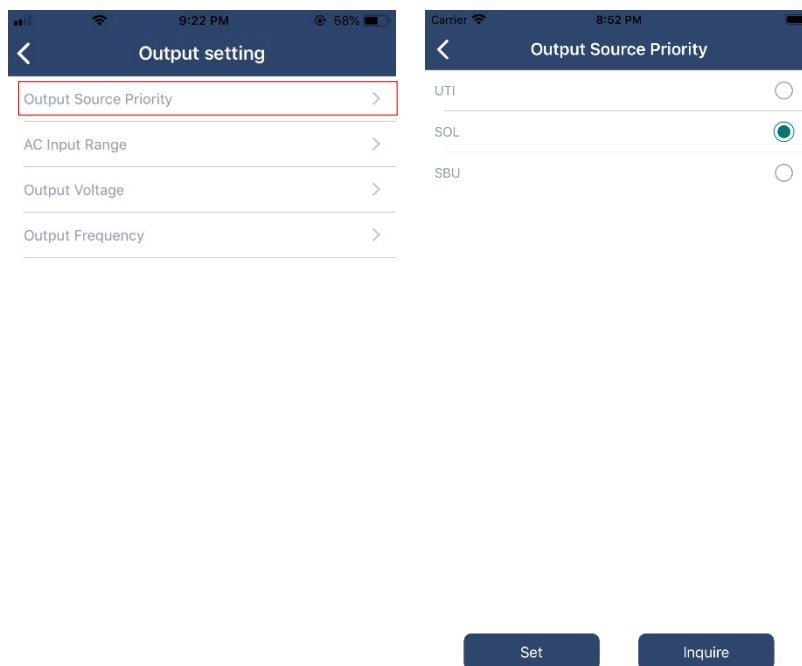 9:22 PM
58%
Output setting
Output Source Priority
AC Input Range
Output Voltage
Output Frequency
Carrier
8:52 PM
Output Source Priority
UTI
SOL
SBU
Set
Inquire